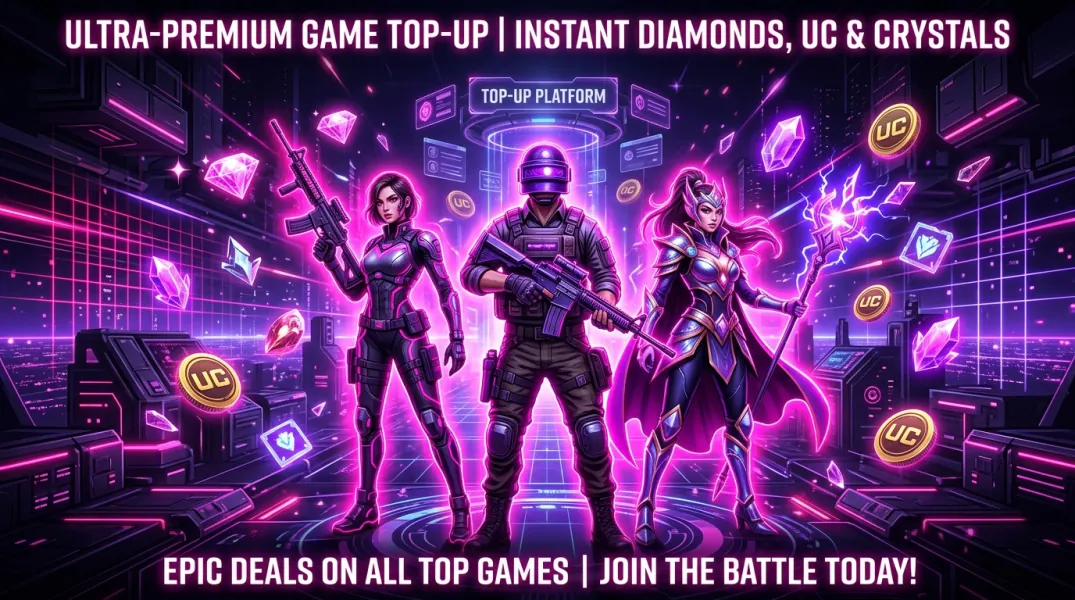 ULTRA-PREMIUM GAME TOP-UP | INSTANT DIAMONDS, UC & CRYSTALS
TOP-UP PLATFORM
UC
UC
UC
UC
UC
UC
EPIC DEALS ON ALL TOP GAMES | JOIN THE BATTLE TODAY!